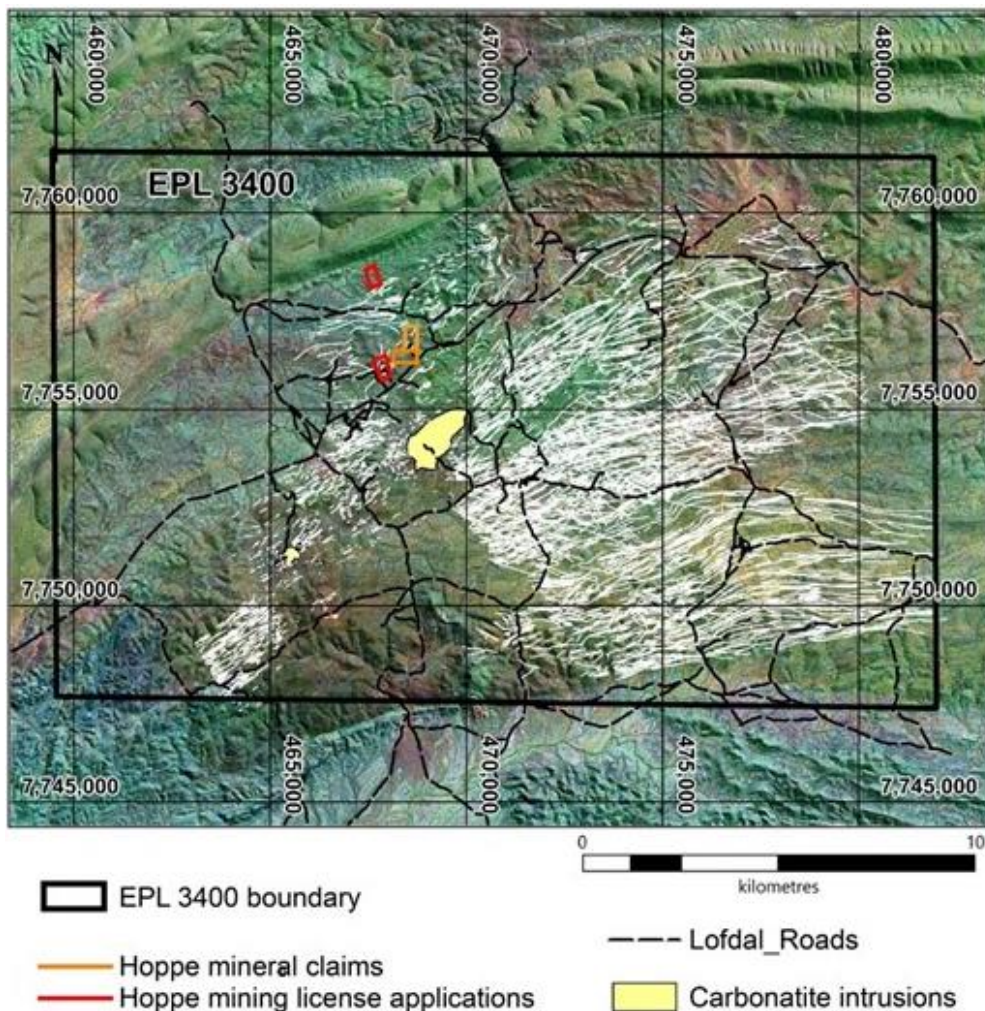 460,000 465,000 470,000 475,000 480,000
N
7,760,000 7,760,000
EPL 3400
7,755,000 7,755,000
7,750,000 7,750,000
465,000 470,000 475,000
7,745,000 7,745,000
0 10
kilometres
EPL 3400 boundary
Lofdal_Roads
Hoppe mineral claims
Hoppe mining license applications
Carbonatite intrusions